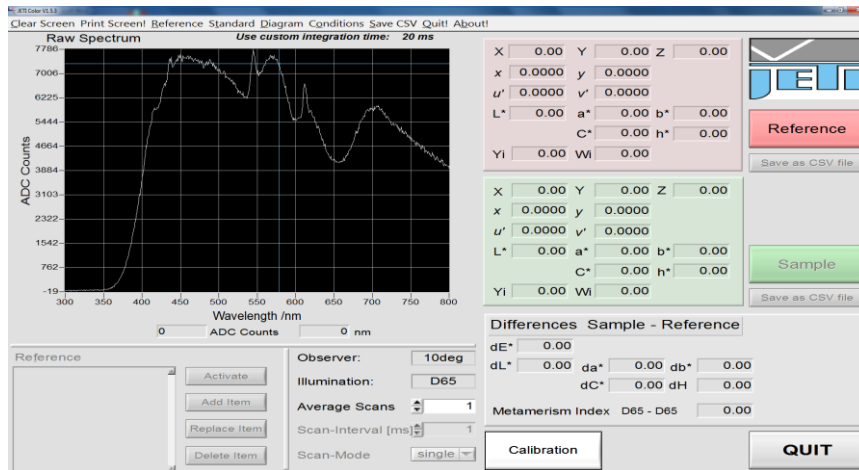 JETI Color V1.5.5
Clear Screen Print Screen! Reference Standard Diagram Conditions Save CSV Quit! About!
Raw Spectrum
Use custom integration time: 20 ms
7786
7006
6225
5444
4664
3884
3103
2322
1542
762
-19
ADC Counts
300 350 400 450 500 550 600 650 700 750 800
Wavelength /nm
0 ADC Counts 0 nm
X 0.00 Y 0.00 Z 0.00
x 0.0000 y 0.0000
u' 0.0000 v' 0.0000
L* 0.00 a* 0.00 b* 0.00
C* 0.00 h* 0.00
Yi 0.00 Wi 0.00
JETI
Reference
Save as CSV file
X 0.00 Y 0.00 Z 0.00
x 0.0000 y 0.0000
u' 0.0000 v' 0.0000
L* 0.00 a* 0.00 b* 0.00
C* 0.00 h* 0.00
Yi 0.00 Wi 0.00
Sample
Save as CSV file
Differences Sample - Reference
dE* 0.00
dL* 0.00 da* 0.00 db* 0.00
dC* 0.00 dH 0.00
Metamerism Index D65 - D65 0.00
Reference
Activate
Add Item
Replace Item
Delete Item
Observer: 10deg
Illumination: D65
Average Scans 1
Scan-Interval [ms] 1
Scan-Mode single
Calibration
QUIT